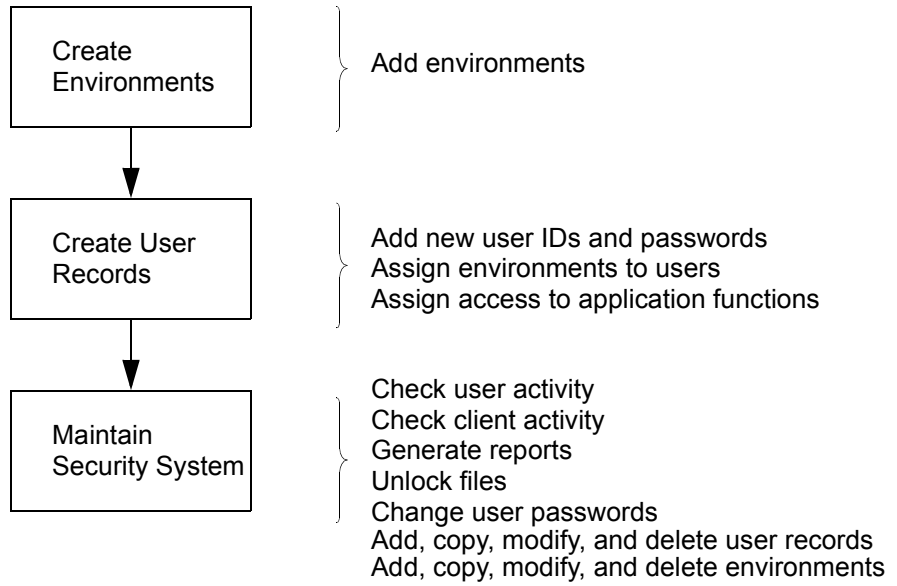 Create
Environments
Add environments
Create User
Records
Add new user IDs and passwords
Assign environments to users
Assign access to application functions
Maintain
Security System
Check user activity
Check client activity
Generate reports
Unlock files
Change user passwords
Add, copy, modify, and delete user records
Add, copy, modify, and delete environments